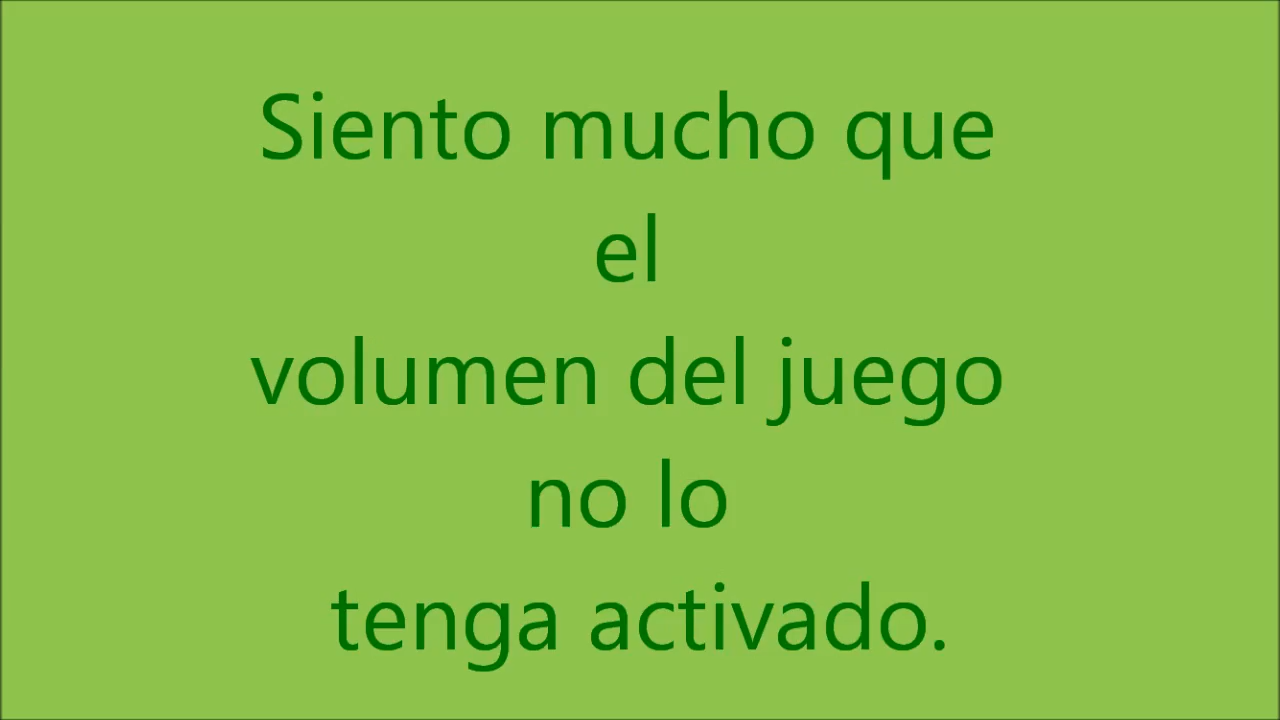 Siento mucho que
el
volumen del juego
no lo
tenga activado.